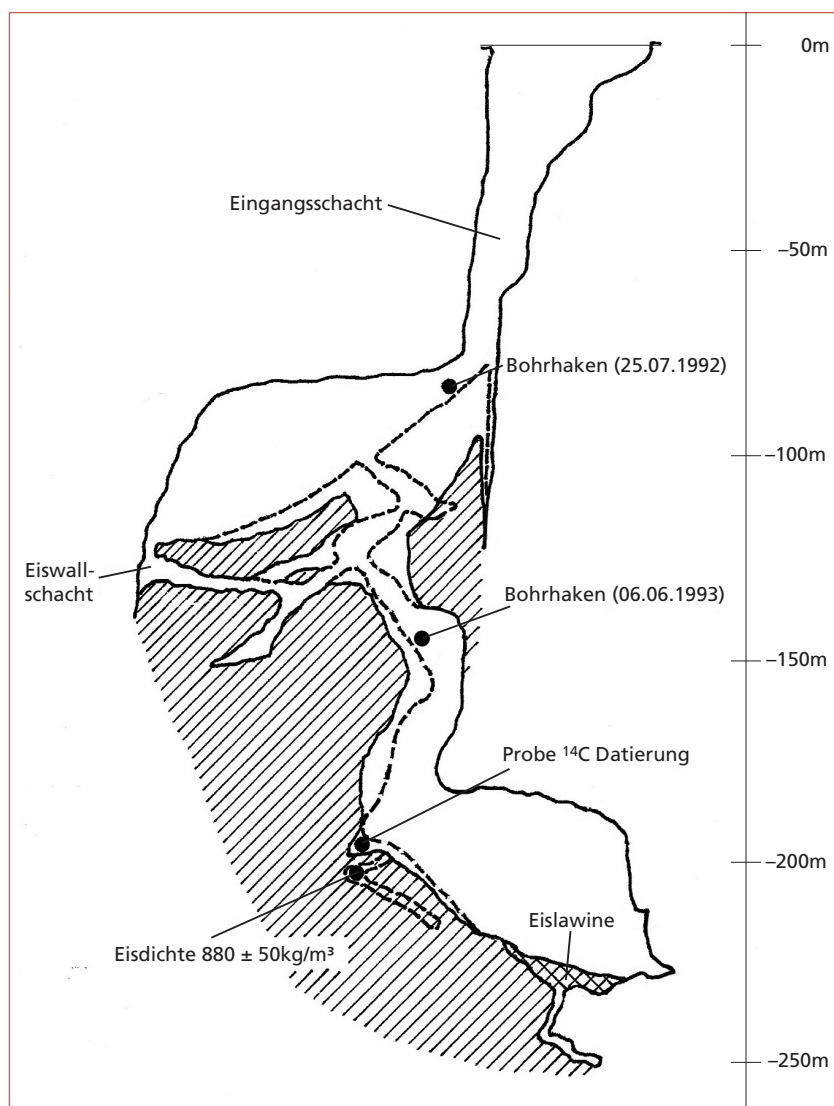 0m
Eingangsschacht
−50m
Bohrhaken (25.07.1992)
−100m
Eiswall-
schacht
Bohrhaken (06.06.1993)
−150m
Probe ¹⁴C Datierung
−200m
Eislawine
Eisdichte 880 ± 50kg/m³
−250m